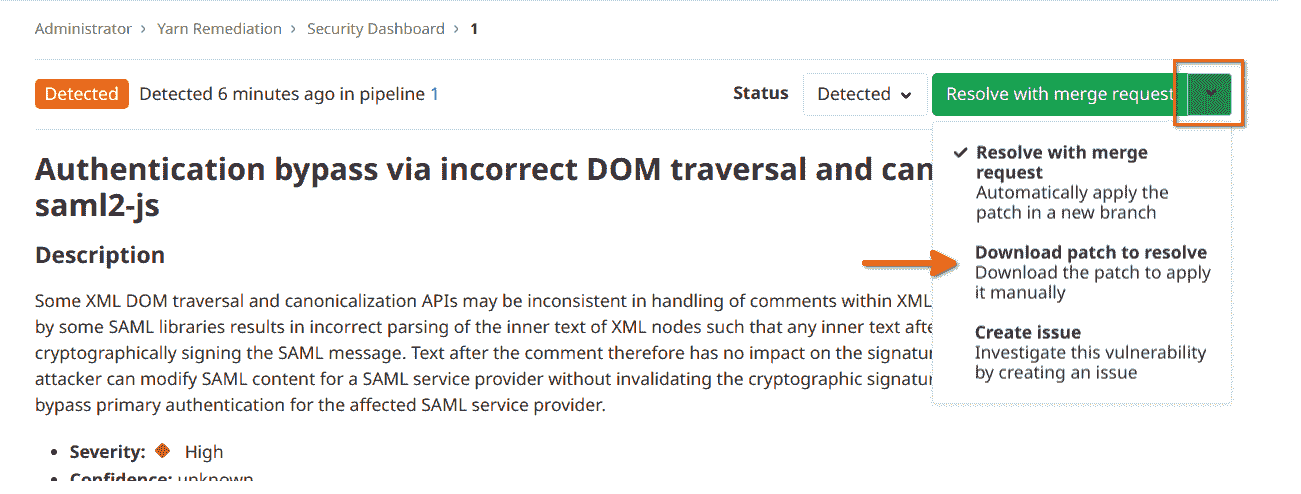 Administrator › Yarn Remediation › Security Dashboard › 1
Detected Detected 6 minutes ago in pipeline 1 Status Detected Resolve with merge request
Authentication bypass via incorrect DOM traversal and can
saml2-js
Description
Some XML DOM traversal and canonicalization APIs may be inconsistent in handling of comments within XML
by some SAML libraries results in incorrect parsing of the inner text of XML nodes such that any inner text afte
cryptographically signing the SAML message. Text after the comment therefore has no impact on the signatur
attacker can modify SAML content for a SAML service provider without invalidating the cryptographic signatur
bypass primary authentication for the affected SAML service provider.
• Severity: High
• Confidence: unknown
Resolve with merge
request
Automatically apply the
patch in a new branch
Download patch to resolve
Download the patch to apply
it manually
Create issue
Investigate this vulnerability
by creating an issue